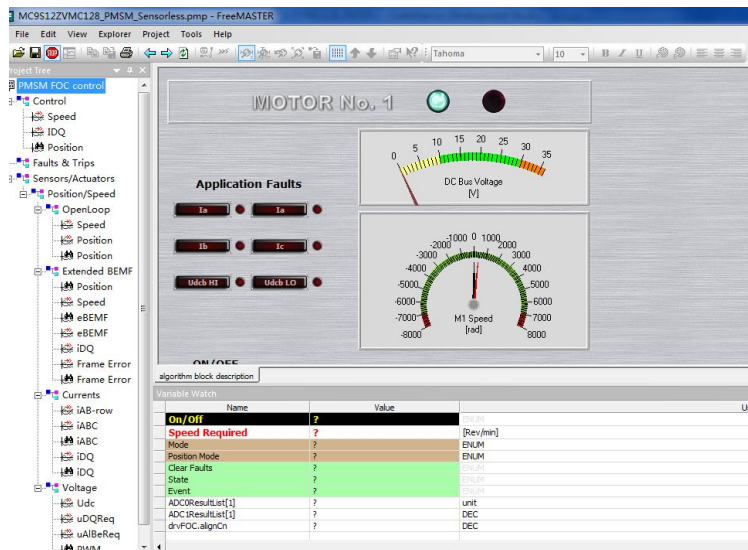 MC9S12ZVMC128_PMSM_Sensorless.pmp - FreeMASTER
File Edit View Explorer Project Tools Help
Tahoma 10 B I U
Project Tree
PMSM FOC control
Control
Speed
IDQ
Position
Faults & Trips
Sensors/Actuators
Position/Speed
OpenLoop
Speed
Position
Position
Extended BEMF
Position
Speed
eBEMF
eBEMF
iDQ
Frame Error
Frame Error
Currents
iAB-row
iABC
iABC
iDQ
iDQ
Voltage
Udc
uDQReq
uAlBeReq
PWM
MOTOR No. 1
0 5 10 15 20 25 30 35
DC Bus Voltage
[V]
Application Faults
Ia Ia
Ib Ic
Udcb HI Udcb LO
-8000 -7000 -6000 -5000 -4000 -3000 -2000 -1000 0 1000 2000 3000 4000 5000 6000 7000 8000
M1 Speed
[rad]
ON/OFF
algorithm block description
Variable Watch
Name Value U
On/Off ? ENUM
Speed Required ? [Rev/min]
Mode ? ENUM
Position Mode ? ENUM
Clear Faults ? ENUM
State ? ENUM
Event ? ENUM
ADC0ResultList[1] ? unit
ADC1ResultList[1] ? DEC
drvFOC.alignCn ? DEC